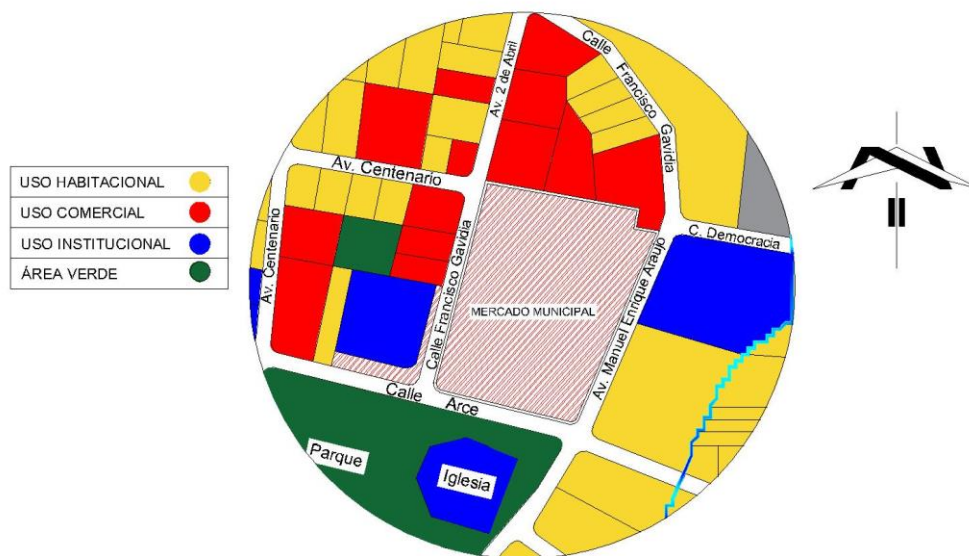 USO HABITACIONAL
USO COMERCIAL
USO INSTITUCIONAL
ÁREA VERDE
Calle Francisco Gavidia
Av. 2 de Abril
Av. Centenario
Av. Centenario
Calle Francisco Gavidia
C. Democracia
Av. Manuel Enrique Araujo
MERCADO MUNICIPAL
Calle Arce
Parque
Iglesia